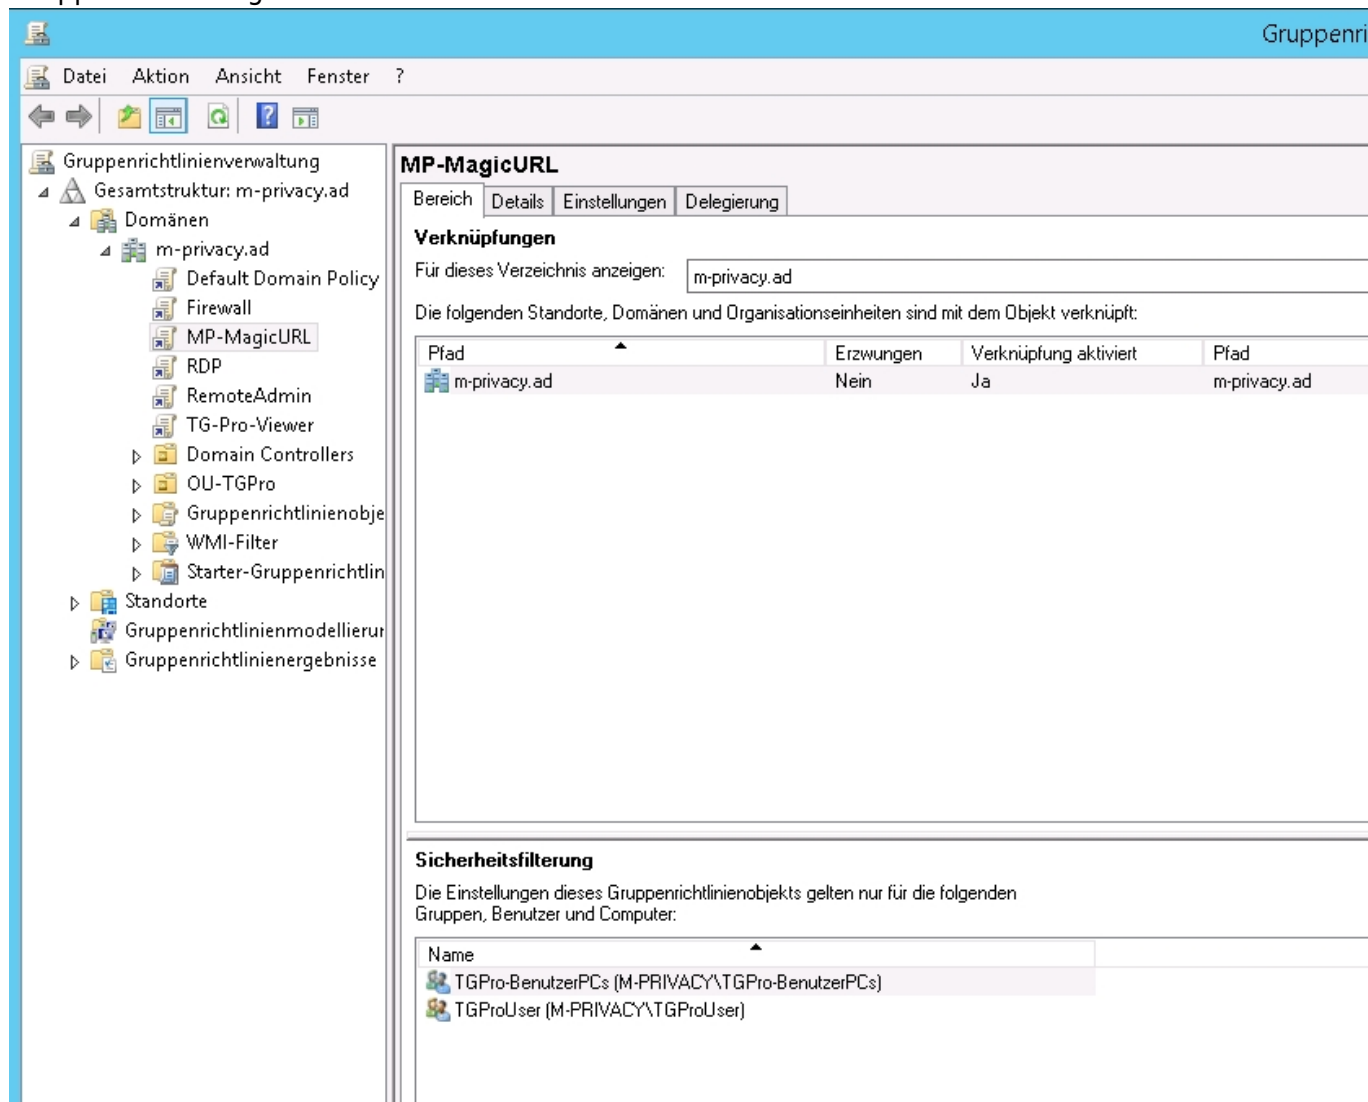 Gruppenri
Datei Aktion Ansicht Fenster ?
Gruppenrichtlinienverwaltung
Gesamtstruktur: m-privacy.ad
Domänen
m-privacy.ad
Default Domain Policy
Firewall
MP-MagicURL
RDP
RemoteAdmin
TG-Pro-Viewer
Domain Controllers
OU-TGPro
Gruppenrichtlinienobje
WMI-Filter
Starter-Gruppenrichtlin
Standorte
Gruppenrichtlinienmodellierur
Gruppenrichtlinienergebnisse
MP-MagicURL
Bereich Details Einstellungen Delegierung
Verknüpfungen
Für dieses Verzeichnis anzeigen: m-privacy.ad
Die folgenden Standorte, Domänen und Organisationseinheiten sind mit dem Objekt verknüpft:
Pfad Erzwungen Verknüpfung aktiviert Pfad
m-privacy.ad Nein Ja m-privacy.ad
Sicherheitsfilterung
Die Einstellungen dieses Gruppenrichtlinienobjekts gelten nur für die folgenden
Gruppen, Benutzer und Computer:
Name
TGPro-BenutzerPCs (M-PRIVACY\TGPro-BenutzerPCs)
TGProUser (M-PRIVACY\TGProUser)